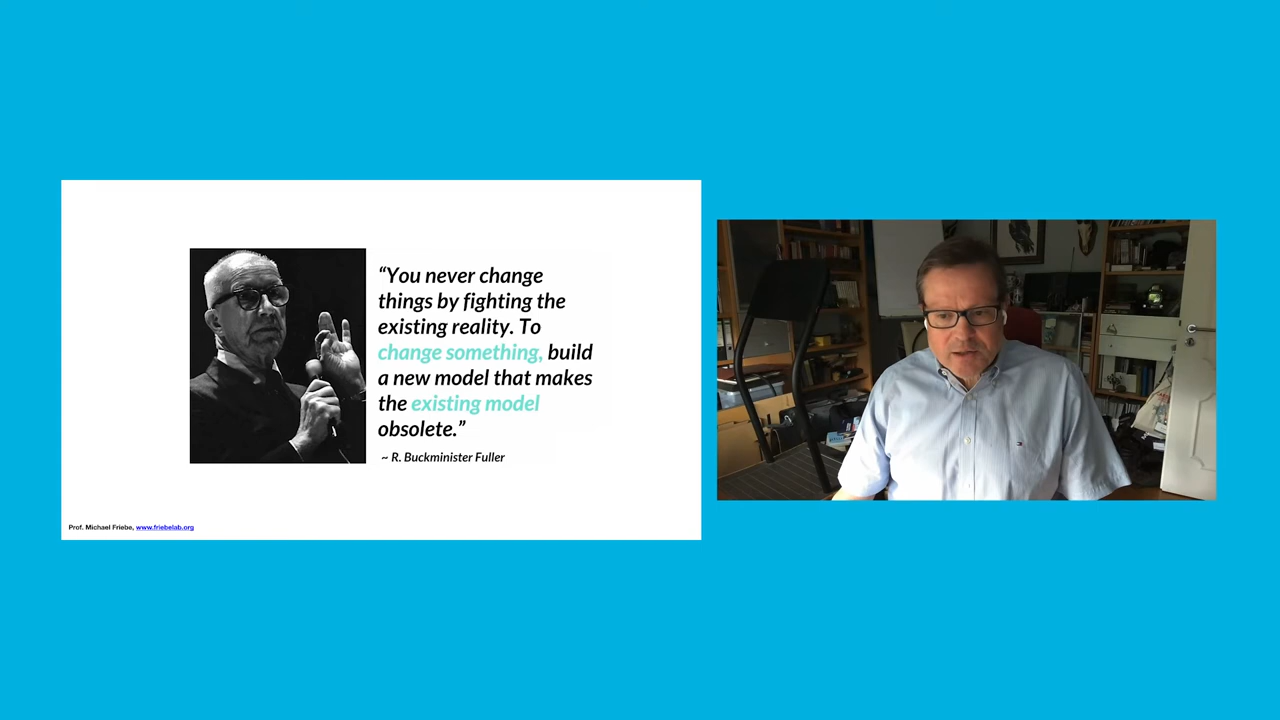 “You never change
things by fighting the
existing reality. To
change something, build
a new model that makes
the existing model
obsolete.”
~ R. Buckminister Fuller
Prof. Michael Friebe, www.friebelab.org